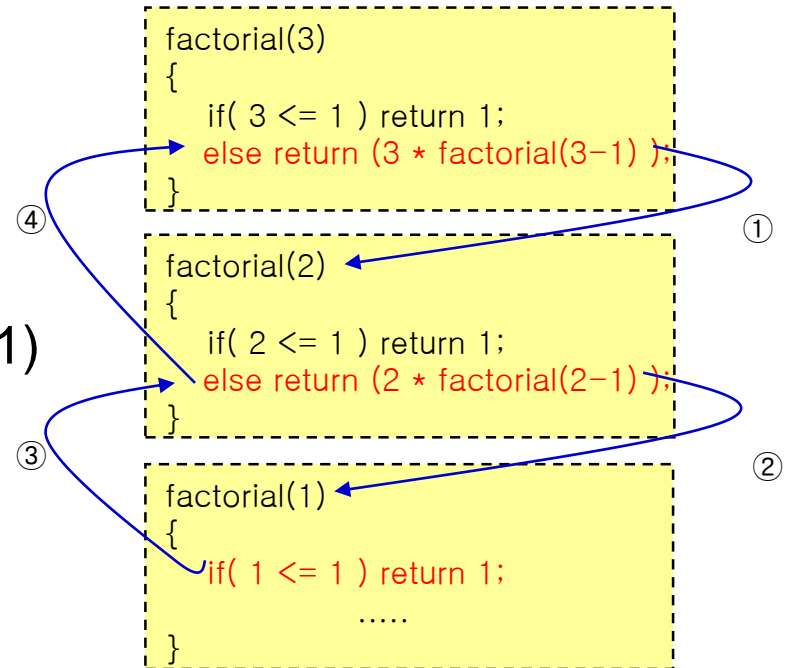 factorial(3)
{
if( 3 <= 1 ) return 1;
else return (3 * factorial(3-1) );
}
④
①
factorial(2)
{
1)
if( 2 <= 1 ) return 1;
else return (2 * factorial(2-1) );
}
③
②
factorial(1)
{
if( 1 <= 1 ) return 1;
.....
}